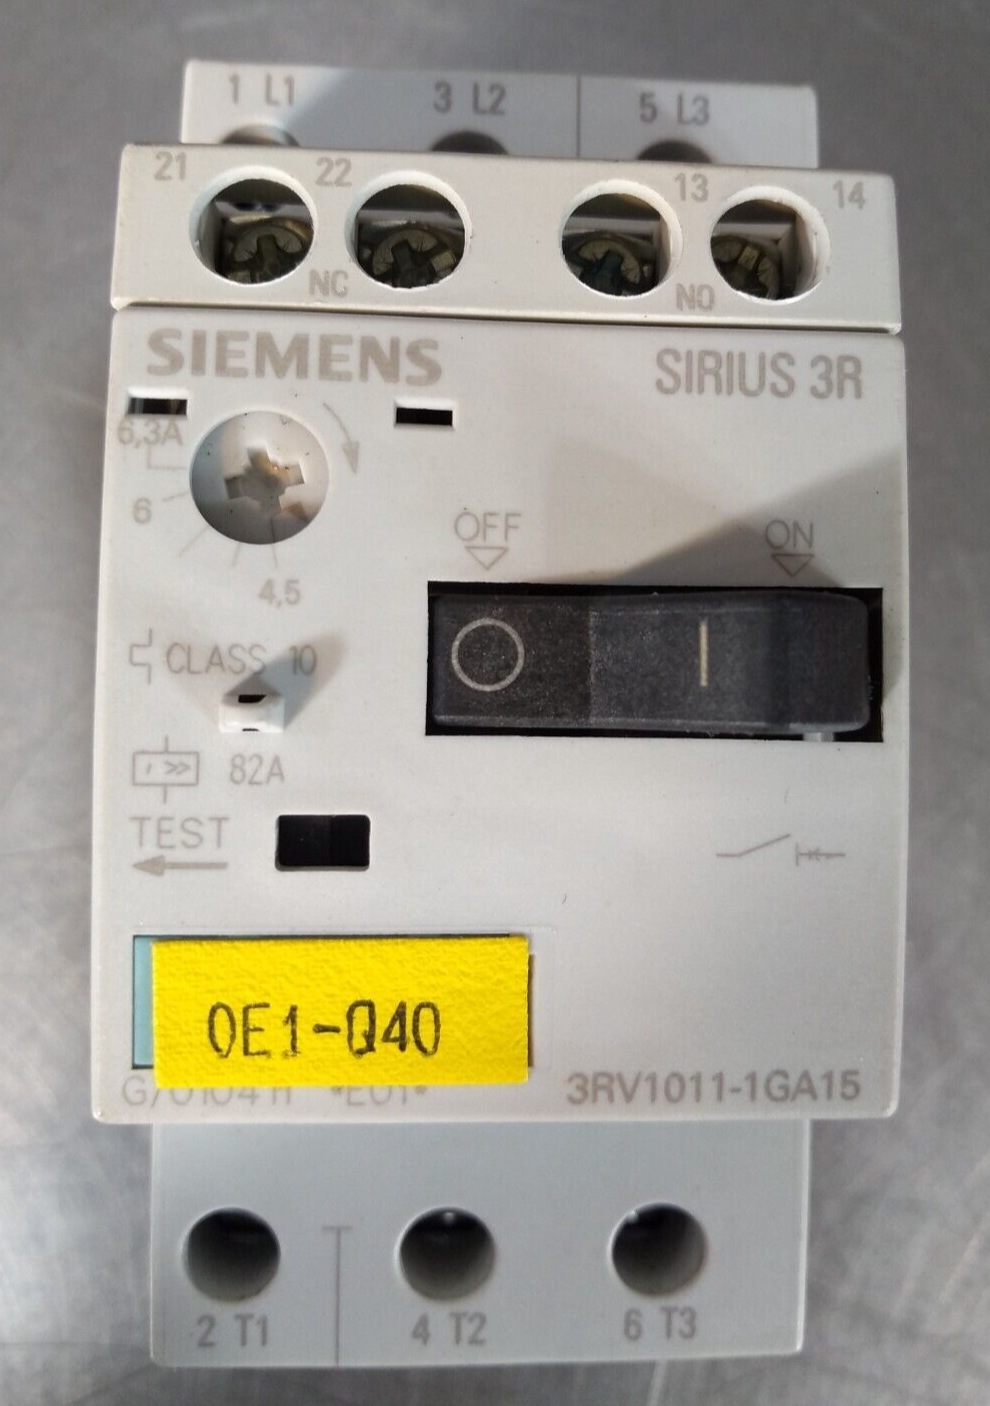 1 L1 3 L2 5 L3
21 22 13 14
NC NO
SIEMENS SIRIUS 3R
6,3A
6
4,5
OFF ON
CLASS 10
I >> 82A
TEST
0E1-Q40
*E01* 3RV1011-1GA15
2 T1 4 T2 6 T3